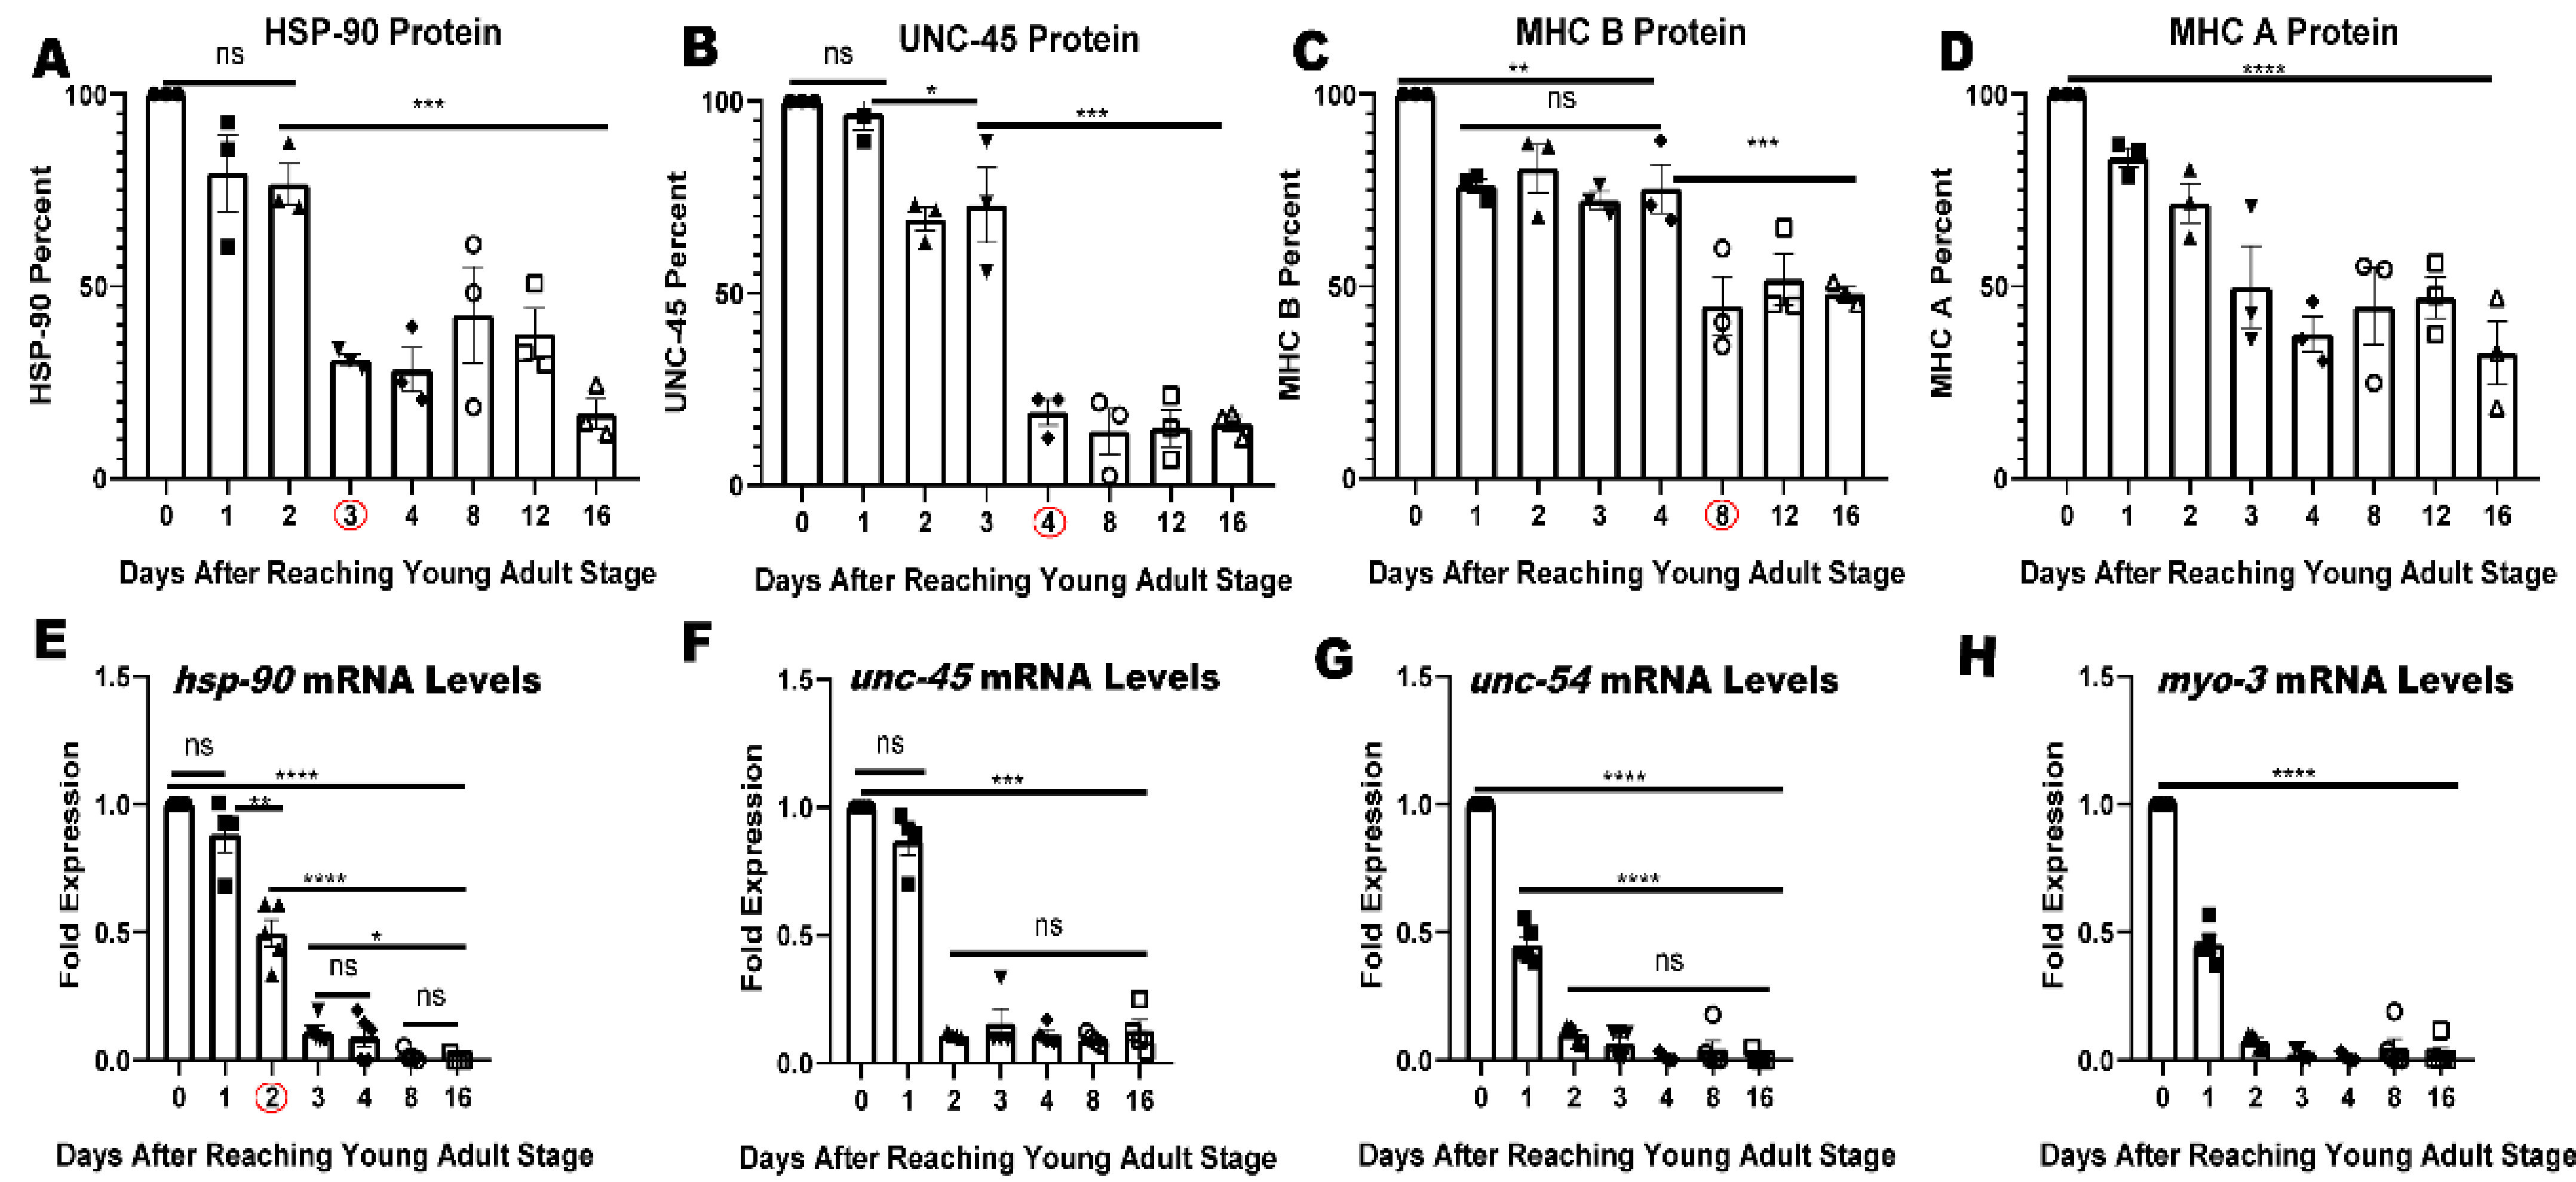 A HSP-90 Protein
ns
***
HSP-90 Percent
100
50
0
0 1 2 3 4 8 12 16
Days After Reaching Young Adult Stage
B UNC-45 Protein
ns
*
***
UNC-45 Percent
100
50
0
0 1 2 3 4 8 12 16
Days After Reaching Young Adult Stage
C MHC B Protein
**
ns
***
MHC B Percent
100
50
0
0 1 2 3 4 8 12 16
Days After Reaching Young Adult Stage
D MHC A Protein
****
MHC A Percent
100
50
0
0 1 2 3 4 8 12 16
Days After Reaching Young Adult Stage
E hsp-90 mRNA Levels
ns
****
**
****
*
ns
ns
Fold Expression
1.5
1.0
0.5
0.0
0 1 2 3 4 8 16
Days After Reaching Young Adult Stage
F unc-45 mRNA Levels
ns
***
ns
Fold Expression
1.5
1.0
0.5
0.0
0 1 2 3 4 8 16
Days After Reaching Young Adult Stage
G unc-54 mRNA Levels
****
****
ns
Fold Expression
1.5
1.0
0.5
0.0
0 1 2 3 4 8 16
Days After Reaching Young Adult Stage
H myo-3 mRNA Levels
****
Fold Expression
1.5
1.0
0.5
0.0
0 1 2 3 4 8 16
Days After Reaching Young Adult Stage